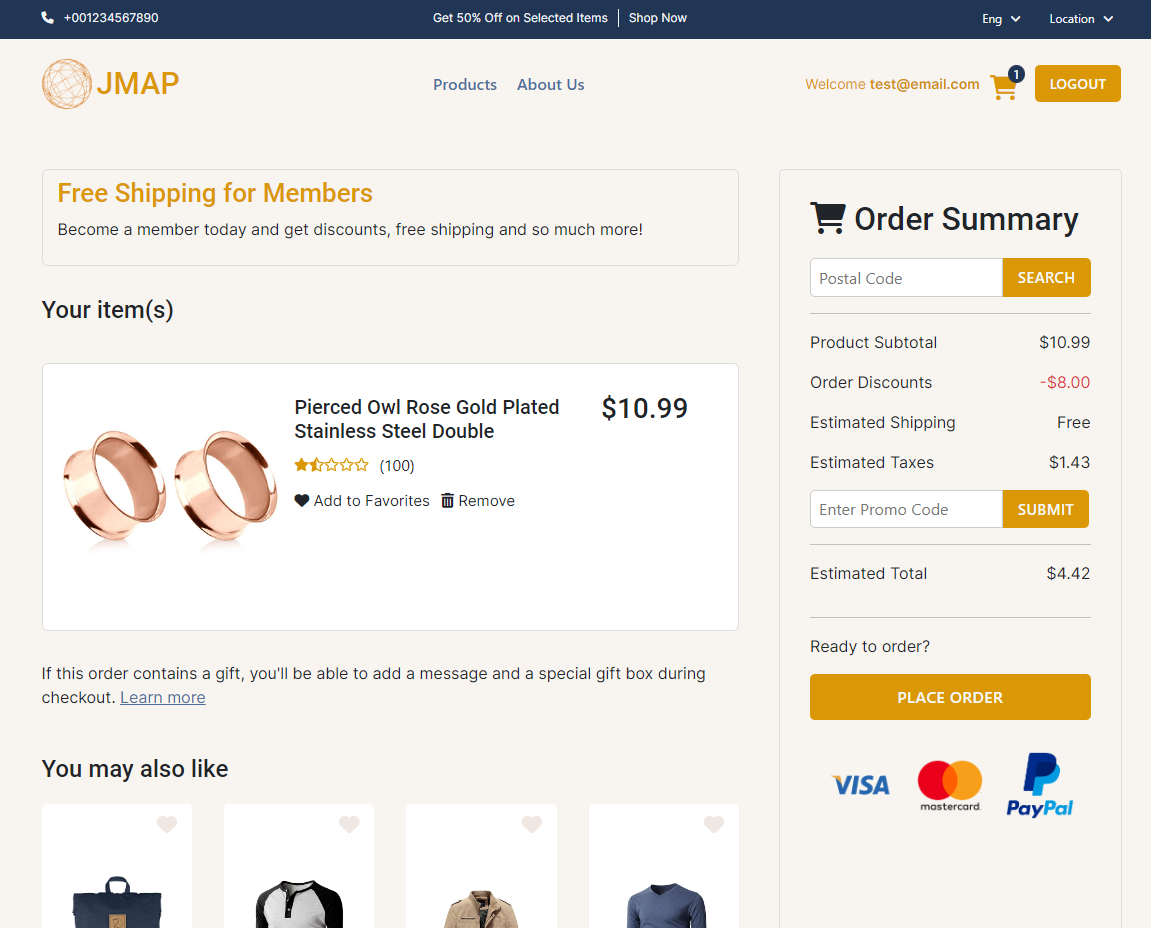 +001234567890
Get 50% Off on Selected Items
Shop Now
Eng
Location
JMAP
Products
About Us
Welcome test@email.com
1
LOGOUT
Free Shipping for Members
Become a member today and get discounts, free shipping and so much more!
Your item(s)
Pierced Owl Rose Gold Plated
Stainless Steel Double
$10.99
(100)
Add to Favorites
Remove
If this order contains a gift, you'll be able to add a message and a special gift box during
checkout. Learn more
You may also like
Order Summary
Postal Code
SEARCH
Product Subtotal $10.99
Order Discounts -$8.00
Estimated Shipping Free
Estimated Taxes $1.43
Enter Promo Code
SUBMIT
Estimated Total $4.42
Ready to order?
PLACE ORDER
VISA
mastercard.
PayPal